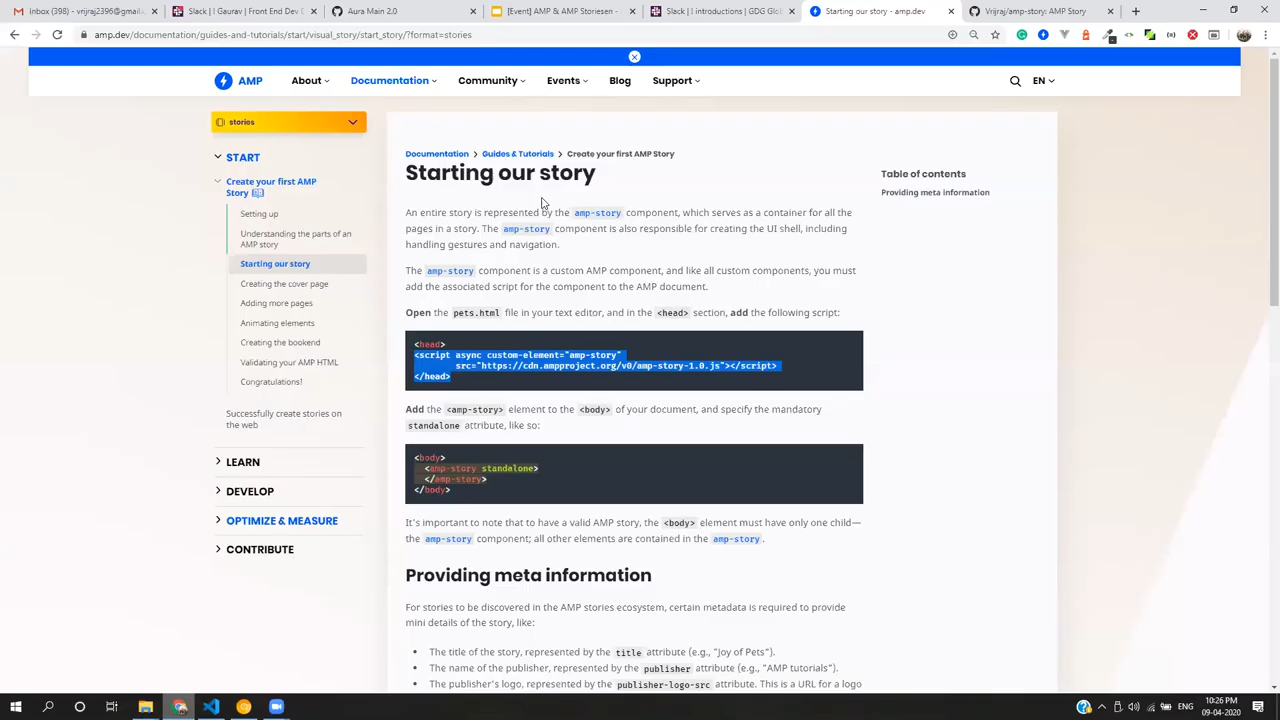 Inbox (398) - vrijraj2396@gmail.
Slack | Gaurav | Front End Dev
Aura Main 2.0
[Event] AMP & AMP Storiesen -
Slack | introductions | GDG Glob
Starting our story - amp.dev
Vrijraj/amp-story: AMP Story
amp.dev/documentation/guides-and-tutorials/start/visual_story/start_story/?format=stories
AMP
About
Documentation
Community
Events
Blog
Support
EN
stories
START
Create your first AMP
Story
Setting up
Understanding the parts of an
AMP story
Starting our story
Creating the cover page
Adding more pages
Animating elements
Creating the bookend
Validating your AMP HTML
Congratulations!
Successfully create stories on
the web
LEARN
DEVELOP
OPTIMIZE & MEASURE
CONTRIBUTE
Documentation > Guides & Tutorials > Create your first AMP Story
Starting our story
An entire story is represented by the amp-story component, which serves as a container for all the
pages in a story. The amp-story component is also responsible for creating the UI shell, including
handling gestures and navigation.
The amp-story component is a custom AMP component, and like all custom components, you must
add the associated script for the component to the AMP document.
Open the pets.html file in your text editor, and in the <head> section, add the following script:
<head>
<script async custom-element="amp-story"
src="https://cdn.ampproject.org/v0/amp-story-1.0.js"></script>
</head>
Add the <amp-story> element to the <body> of your document, and specify the mandatory
standalone attribute, like so:
<body>
<amp-story standalone>
</amp-story>
</body>
It's important to note that to have a valid AMP story, the <body> element must have only one child—
the amp-story component; all other elements are contained in the amp-story.
Providing meta information
For stories to be discovered in the AMP stories ecosystem, certain metadata is required to provide
mini details of the story, like:
• The title of the story, represented by the title attribute (e.g., "Joy of Pets").
• The name of the publisher, represented by the publisher attribute (e.g., "AMP tutorials").
• The publisher's logo, represented by the publisher-logo-src attribute. This is a URL for a logo
Table of contents
Providing meta information
ENG
10:26 PM
09-04-2020